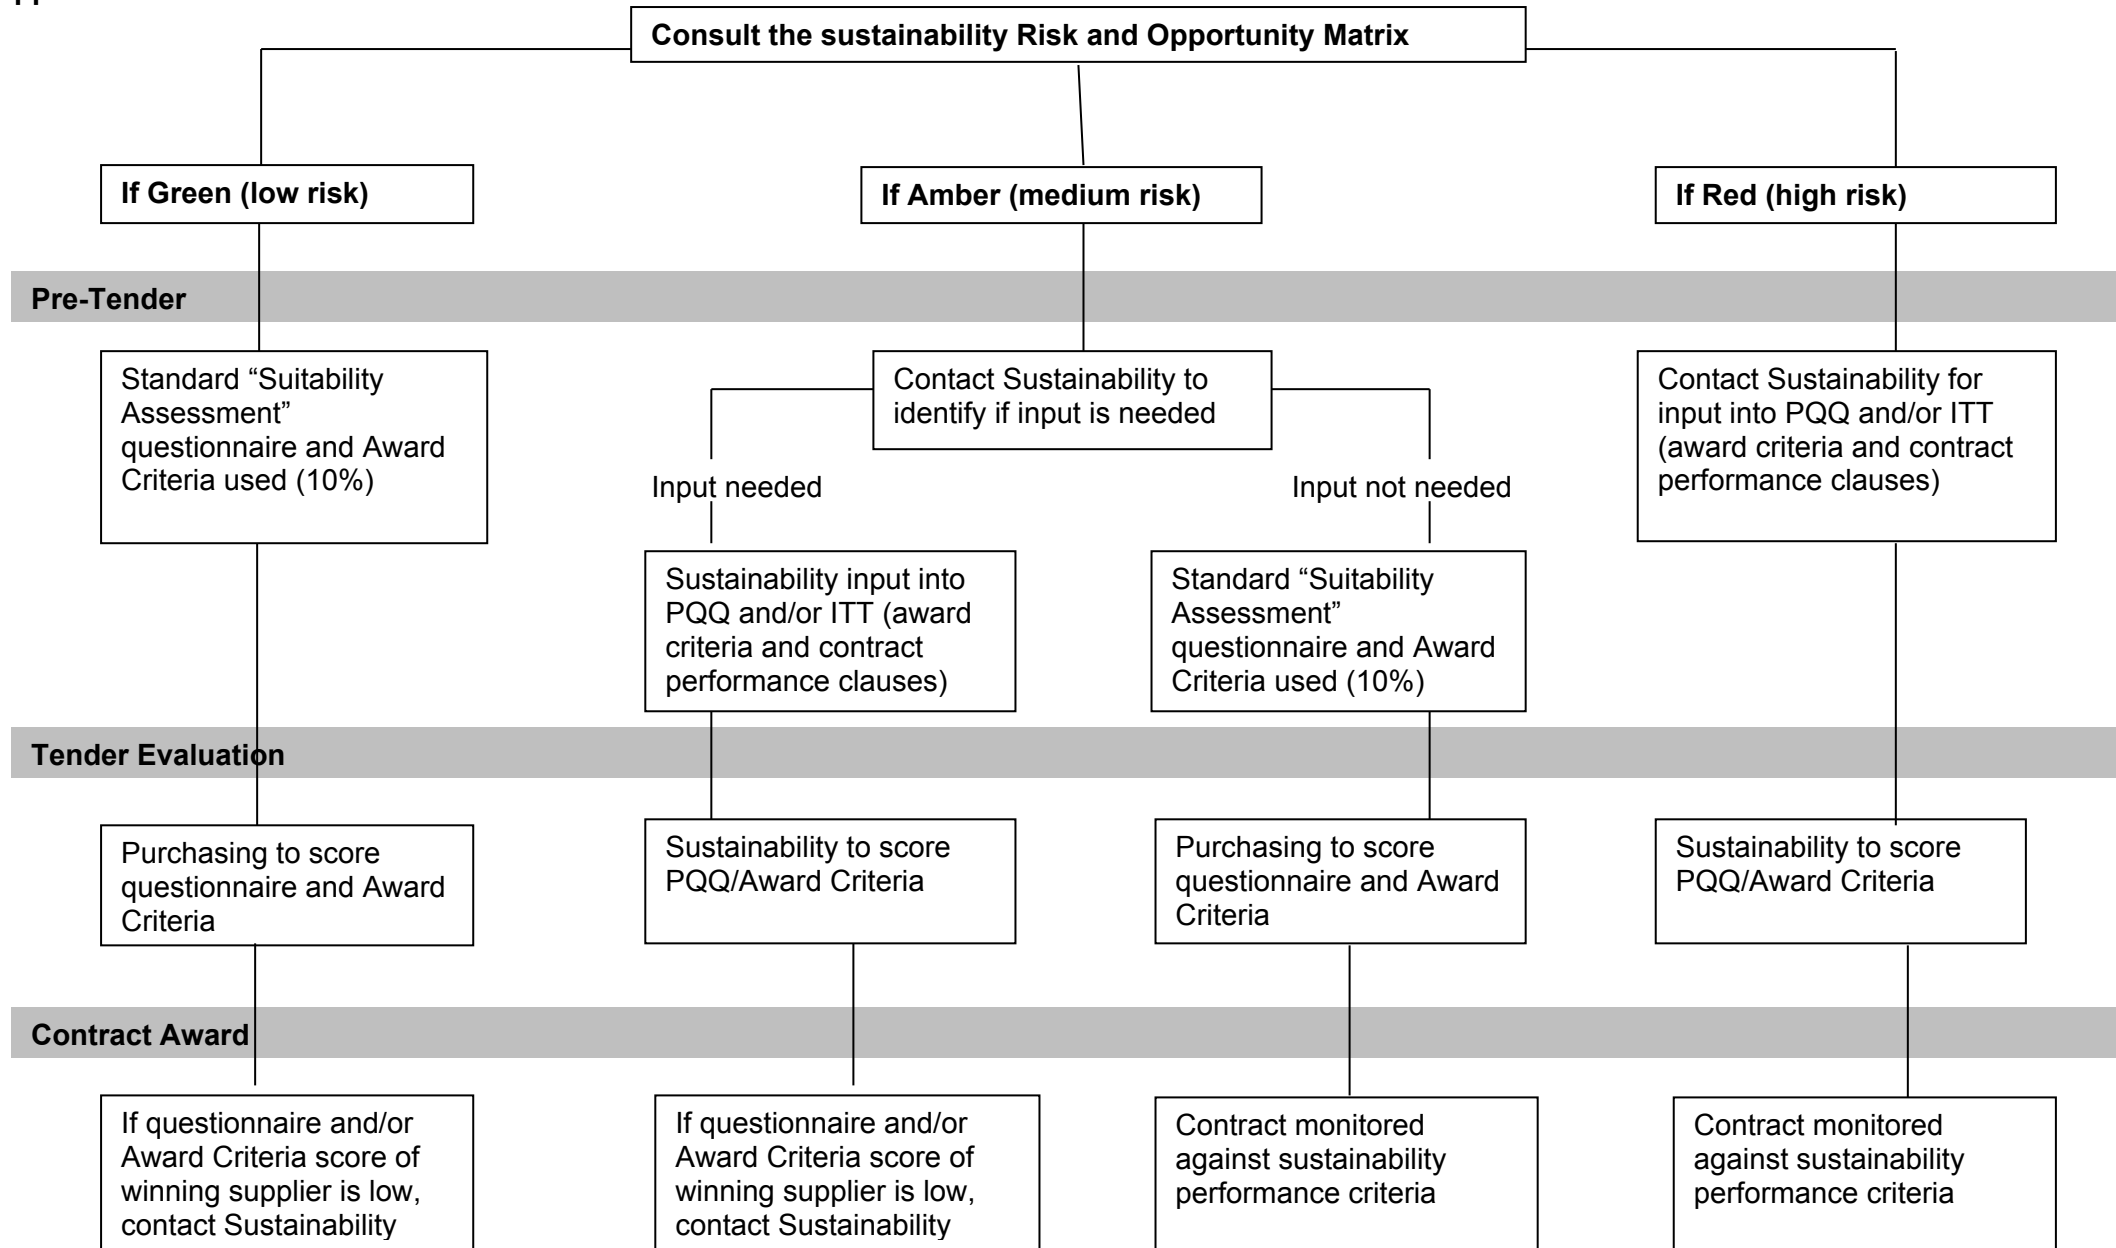 Consult the sustainability Risk and Opportunity Matrix
If Green (low risk)
If Amber (medium risk)
If Red (high risk)
Pre-Tender
Standard “Suitability
Assessment”
questionnaire and Award
Criteria used (10%)
Contact Sustainability to
identify if input is needed
Contact Sustainability for
input into PQQ and/or ITT
(award criteria and contract
performance clauses)
Input needed
Input not needed
Sustainability input into
PQQ and/or ITT (award
criteria and contract
performance clauses)
Standard “Suitability
Assessment”
questionnaire and Award
Criteria used (10%)
Tender Evaluation
Purchasing to score
questionnaire and Award
Criteria
Sustainability to score
PQQ/Award Criteria
Purchasing to score
questionnaire and Award
Criteria
Sustainability to score
PQQ/Award Criteria
Contract Award
If questionnaire and/or
Award Criteria score of
winning supplier is low,
contact Sustainability
If questionnaire and/or
Award Criteria score of
winning supplier is low,
contact Sustainability
Contract monitored
against sustainability
performance criteria
Contract monitored
against sustainability
performance criteria